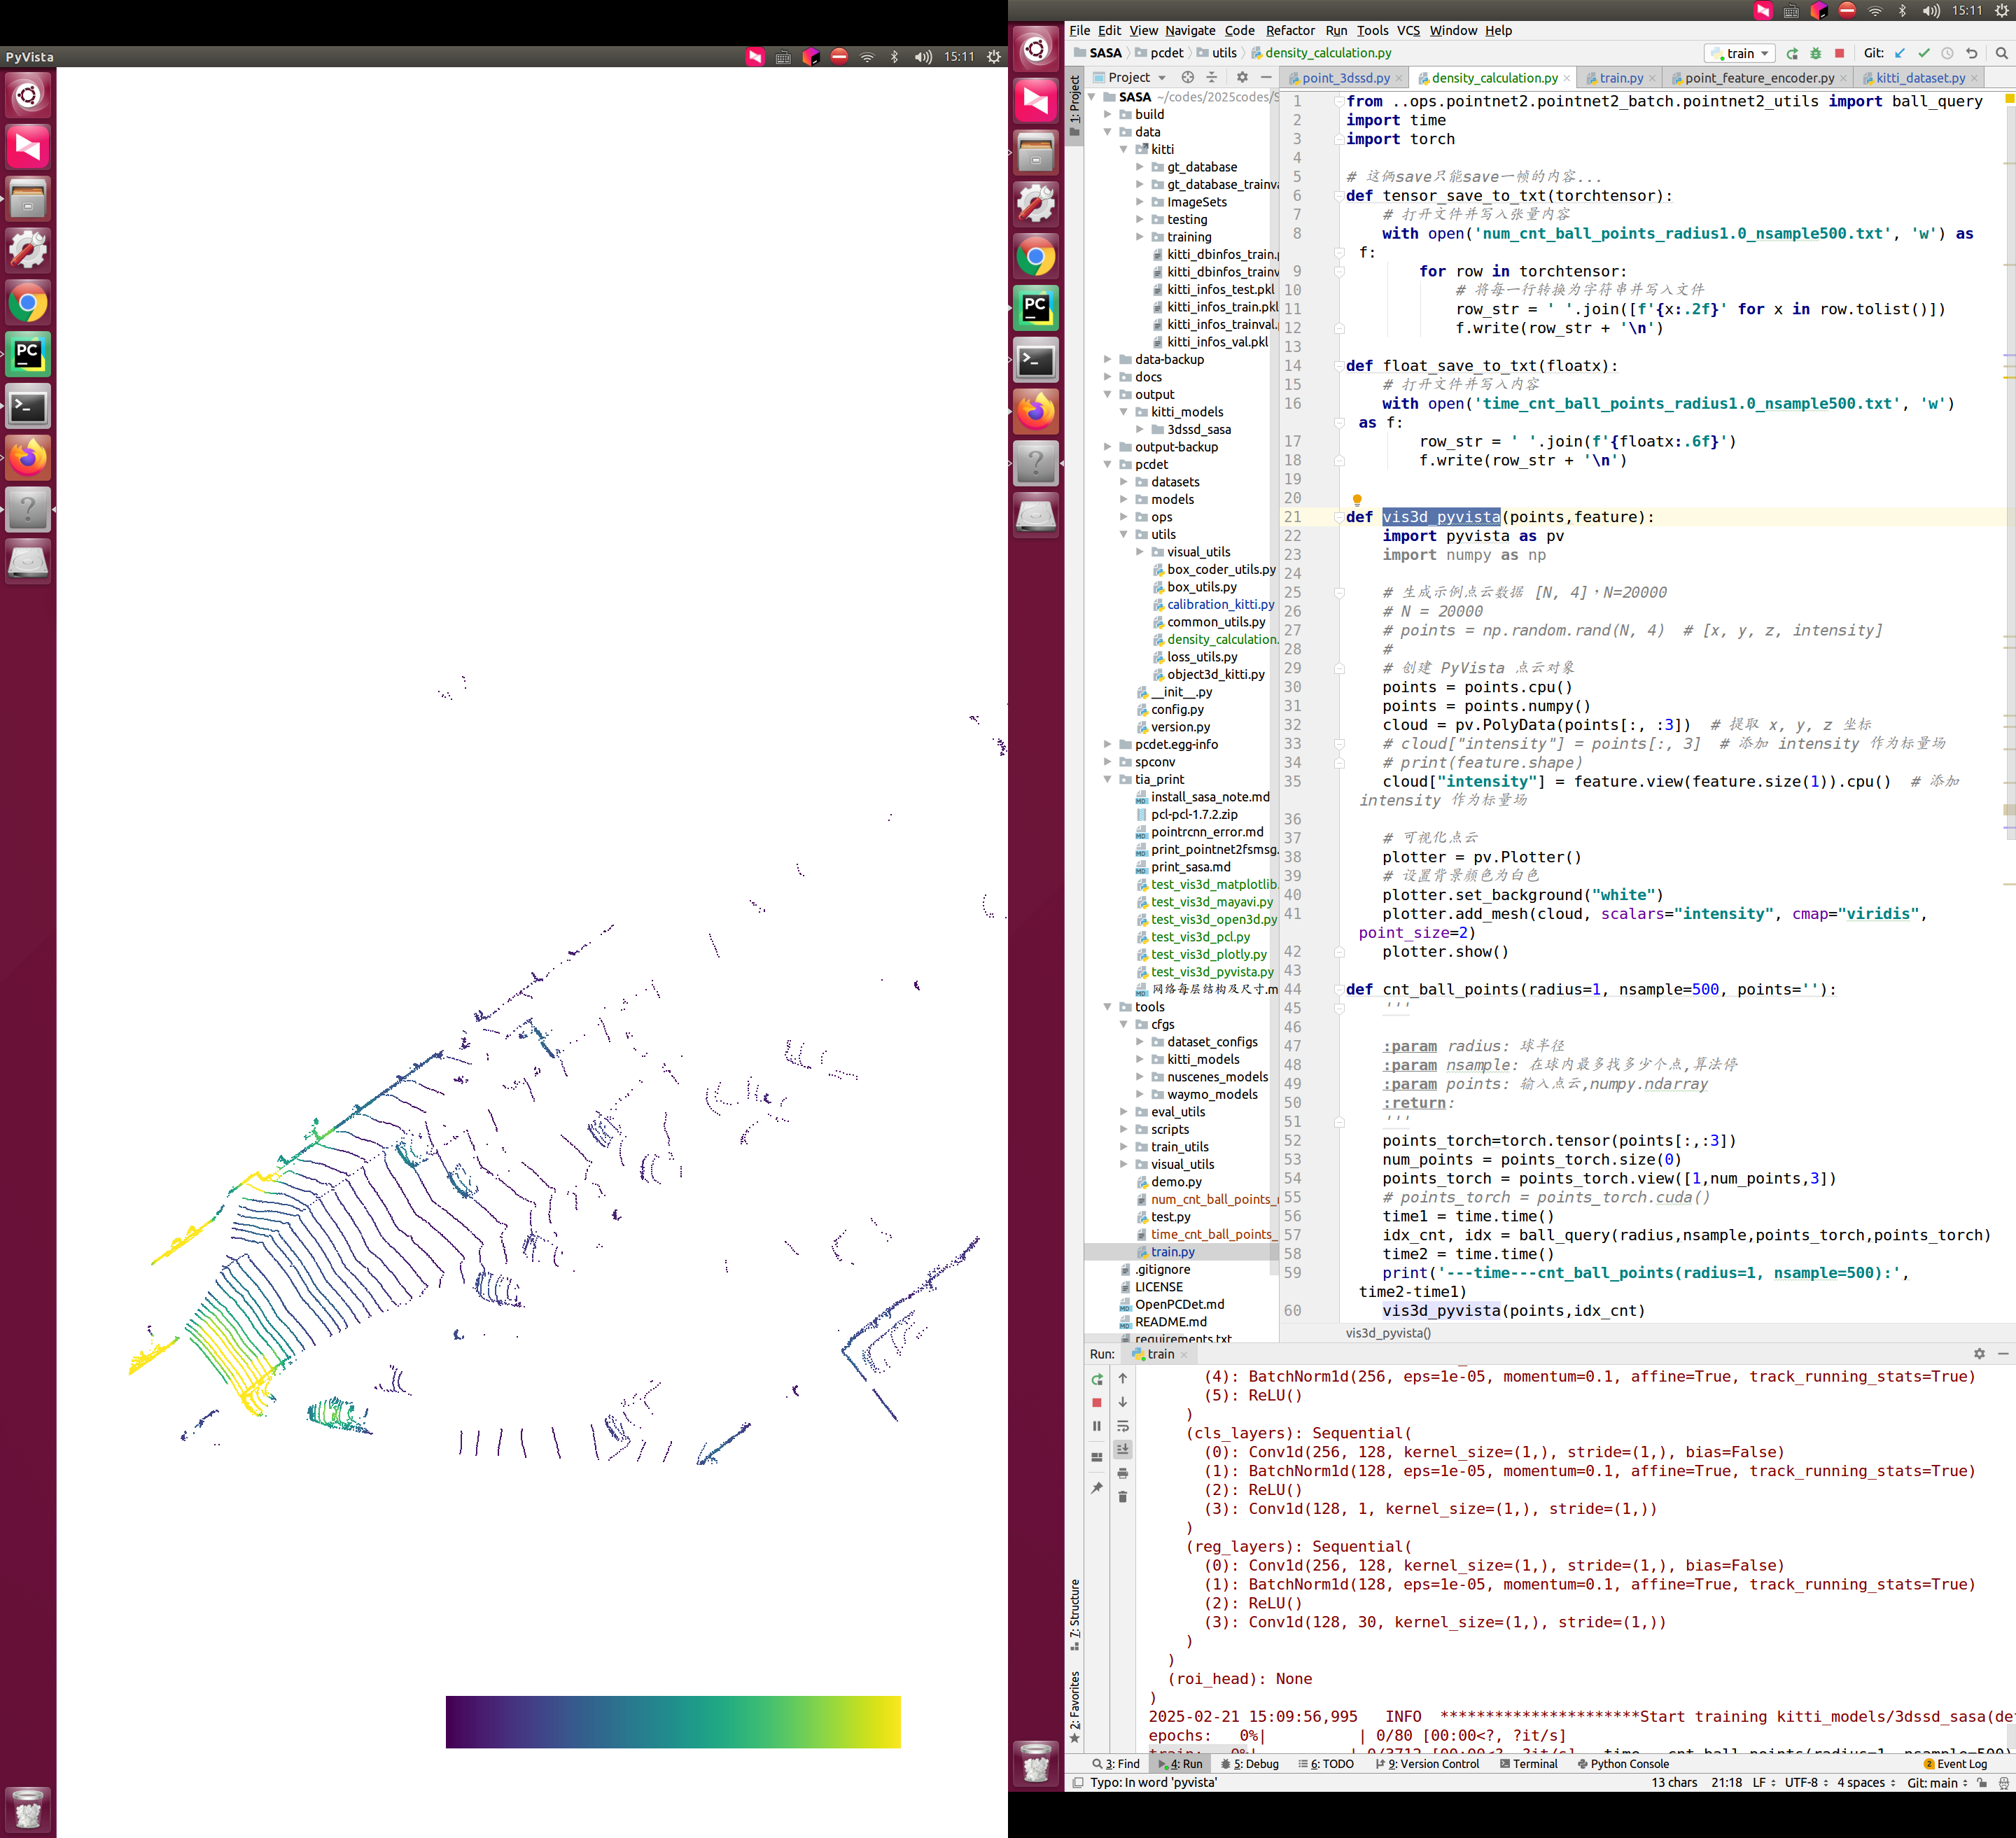 PyVista
15:11
15:11
File Edit View Navigate Code Refactor Run Tools VCS Window Help
SASA pcdet utils density_calculation.py
train
Git:
Project
point_3dssd.py
density_calculation.py
train.py
point_feature_encoder.py
kitti_dataset.py
1: Project
SASA ~/codes/2025codes/S
build
data
kitti
gt_database
gt_database_trainva
ImageSets
testing
training
kitti_dbinfos_train.p
kitti_dbinfos_trainv
kitti_infos_test.pkl
kitti_infos_train.pkl
kitti_infos_trainval.p
kitti_infos_val.pkl
data-backup
docs
output
kitti_models
3dssd_sasa
output-backup
pcdet
datasets
models
ops
utils
visual_utils
box_coder_utils.py
box_utils.py
calibration_kitti.py
common_utils.py
density_calculation.
loss_utils.py
object3d_kitti.py
__init__.py
config.py
version.py
pcdet.egg-info
spconv
tia_print
install_sasa_note.md
pcl-pcl-1.7.2.zip
pointrcnn_error.md
print_pointnet2fsmsg.
print_sasa.md
test_vis3d_matplotlib.
test_vis3d_mayavi.py
test_vis3d_open3d.py
test_vis3d_pcl.py
test_vis3d_plotly.py
test_vis3d_pyvista.py
网络每层结构及尺寸.m
tools
cfgs
dataset_configs
kitti_models
nuscenes_models
waymo_models
eval_utils
scripts
train_utils
visual_utils
demo.py
num_cnt_ball_points_r
test.py
time_cnt_ball_points_
train.py
.gitignore
LICENSE
OpenPCDet.md
README.md
requirements.txt
1 from ..ops.pointnet2.pointnet2_batch.pointnet2_utils import ball_query
2 import time
3 import torch
4
5 # 这俩save只能save一帧的内容...
6 def tensor_save_to_txt(torchtensor):
7 # 打开文件并写入张量内容
8 with open('num_cnt_ball_points_radius1.0_nsample500.txt', 'w') as
f:
9 for row in torchtensor:
10 # 将每一行转换为字符串并写入文件
11 row_str = ' '.join([f'{x:.2f}' for x in row.tolist()])
12 f.write(row_str + '\n')
13
14 def float_save_to_txt(floatx):
15 # 打开文件并写入内容
16 with open('time_cnt_ball_points_radius1.0_nsample500.txt', 'w')
as f:
17 row_str = ' '.join(f'{floatx:.6f}')
18 f.write(row_str + '\n')
19
20
21 def vis3d_pyvista(points,feature):
22 import pyvista as pv
23 import numpy as np
24
25 # 生成示例点云数据 [N, 4]，N=20000
26 # N = 20000
27 # points = np.random.rand(N, 4)  # [x, y, z, intensity]
28 #
29 # 创建 PyVista 点云对象
30 points = points.cpu()
31 points = points.numpy()
32 cloud = pv.PolyData(points[:, :3])  # 提取 x, y, z 坐标
33 # cloud["intensity"] = points[:, 3]  # 添加 intensity 作为标量场
34 # print(feature.shape)
35 cloud["intensity"] = feature.view(feature.size(1)).cpu()  # 添加
intensity 作为标量场
36
37 # 可视化点云
38 plotter = pv.Plotter()
39 # 设置背景颜色为白色
40 plotter.set_background("white")
41 plotter.add_mesh(cloud, scalars="intensity", cmap="viridis",
point_size=2)
42 plotter.show()
43
44 def cnt_ball_points(radius=1, nsample=500, points=''):
45 '''
46
47 :param radius: 球半径
48 :param nsample: 在球内最多找多少个点,算法停
49 :param points: 输入点云,numpy.ndarray
50 :return:
51 '''
52 points_torch=torch.tensor(points[:,:3])
53 num_points = points_torch.size(0)
54 points_torch = points_torch.view([1,num_points,3])
55 # points_torch = points_torch.cuda()
56 time1 = time.time()
57 idx_cnt, idx = ball_query(radius,nsample,points_torch,points_torch)
58 time2 = time.time()
59 print('---time---cnt_ball_points(radius=1, nsample=500):',
time2-time1)
60 vis3d_pyvista(points,idx_cnt)
vis3d_pyvista()
Run: train
(4): BatchNorm1d(256, eps=1e-05, momentum=0.1, affine=True, track_running_stats=True)
(5): ReLU()
)
(cls_layers): Sequential(
(0): Conv1d(256, 128, kernel_size=(1,), stride=(1,), bias=False)
(1): BatchNorm1d(128, eps=1e-05, momentum=0.1, affine=True, track_running_stats=True)
(2): ReLU()
(3): Conv1d(128, 1, kernel_size=(1,), stride=(1,))
)
(reg_layers): Sequential(
(0): Conv1d(256, 128, kernel_size=(1,), stride=(1,), bias=False)
(1): BatchNorm1d(128, eps=1e-05, momentum=0.1, affine=True, track_running_stats=True)
(2): ReLU()
(3): Conv1d(128, 30, kernel_size=(1,), stride=(1,))
)
)
(roi_head): None
)
2025-02-21 15:09:56,995   INFO  **********************Start training kitti_models/3dssd_sasa(de
epochs:   0%|          | 0/80 [00:00<?, ?it/s]
7: Structure
2: Favorites
3: Find 4: Run 5: Debug 6: TODO 9: Version Control Terminal Python Console 2 Event Log
Typo: In word 'pyvista' 13 chars 21:18 LF UTF-8 4 spaces Git: main